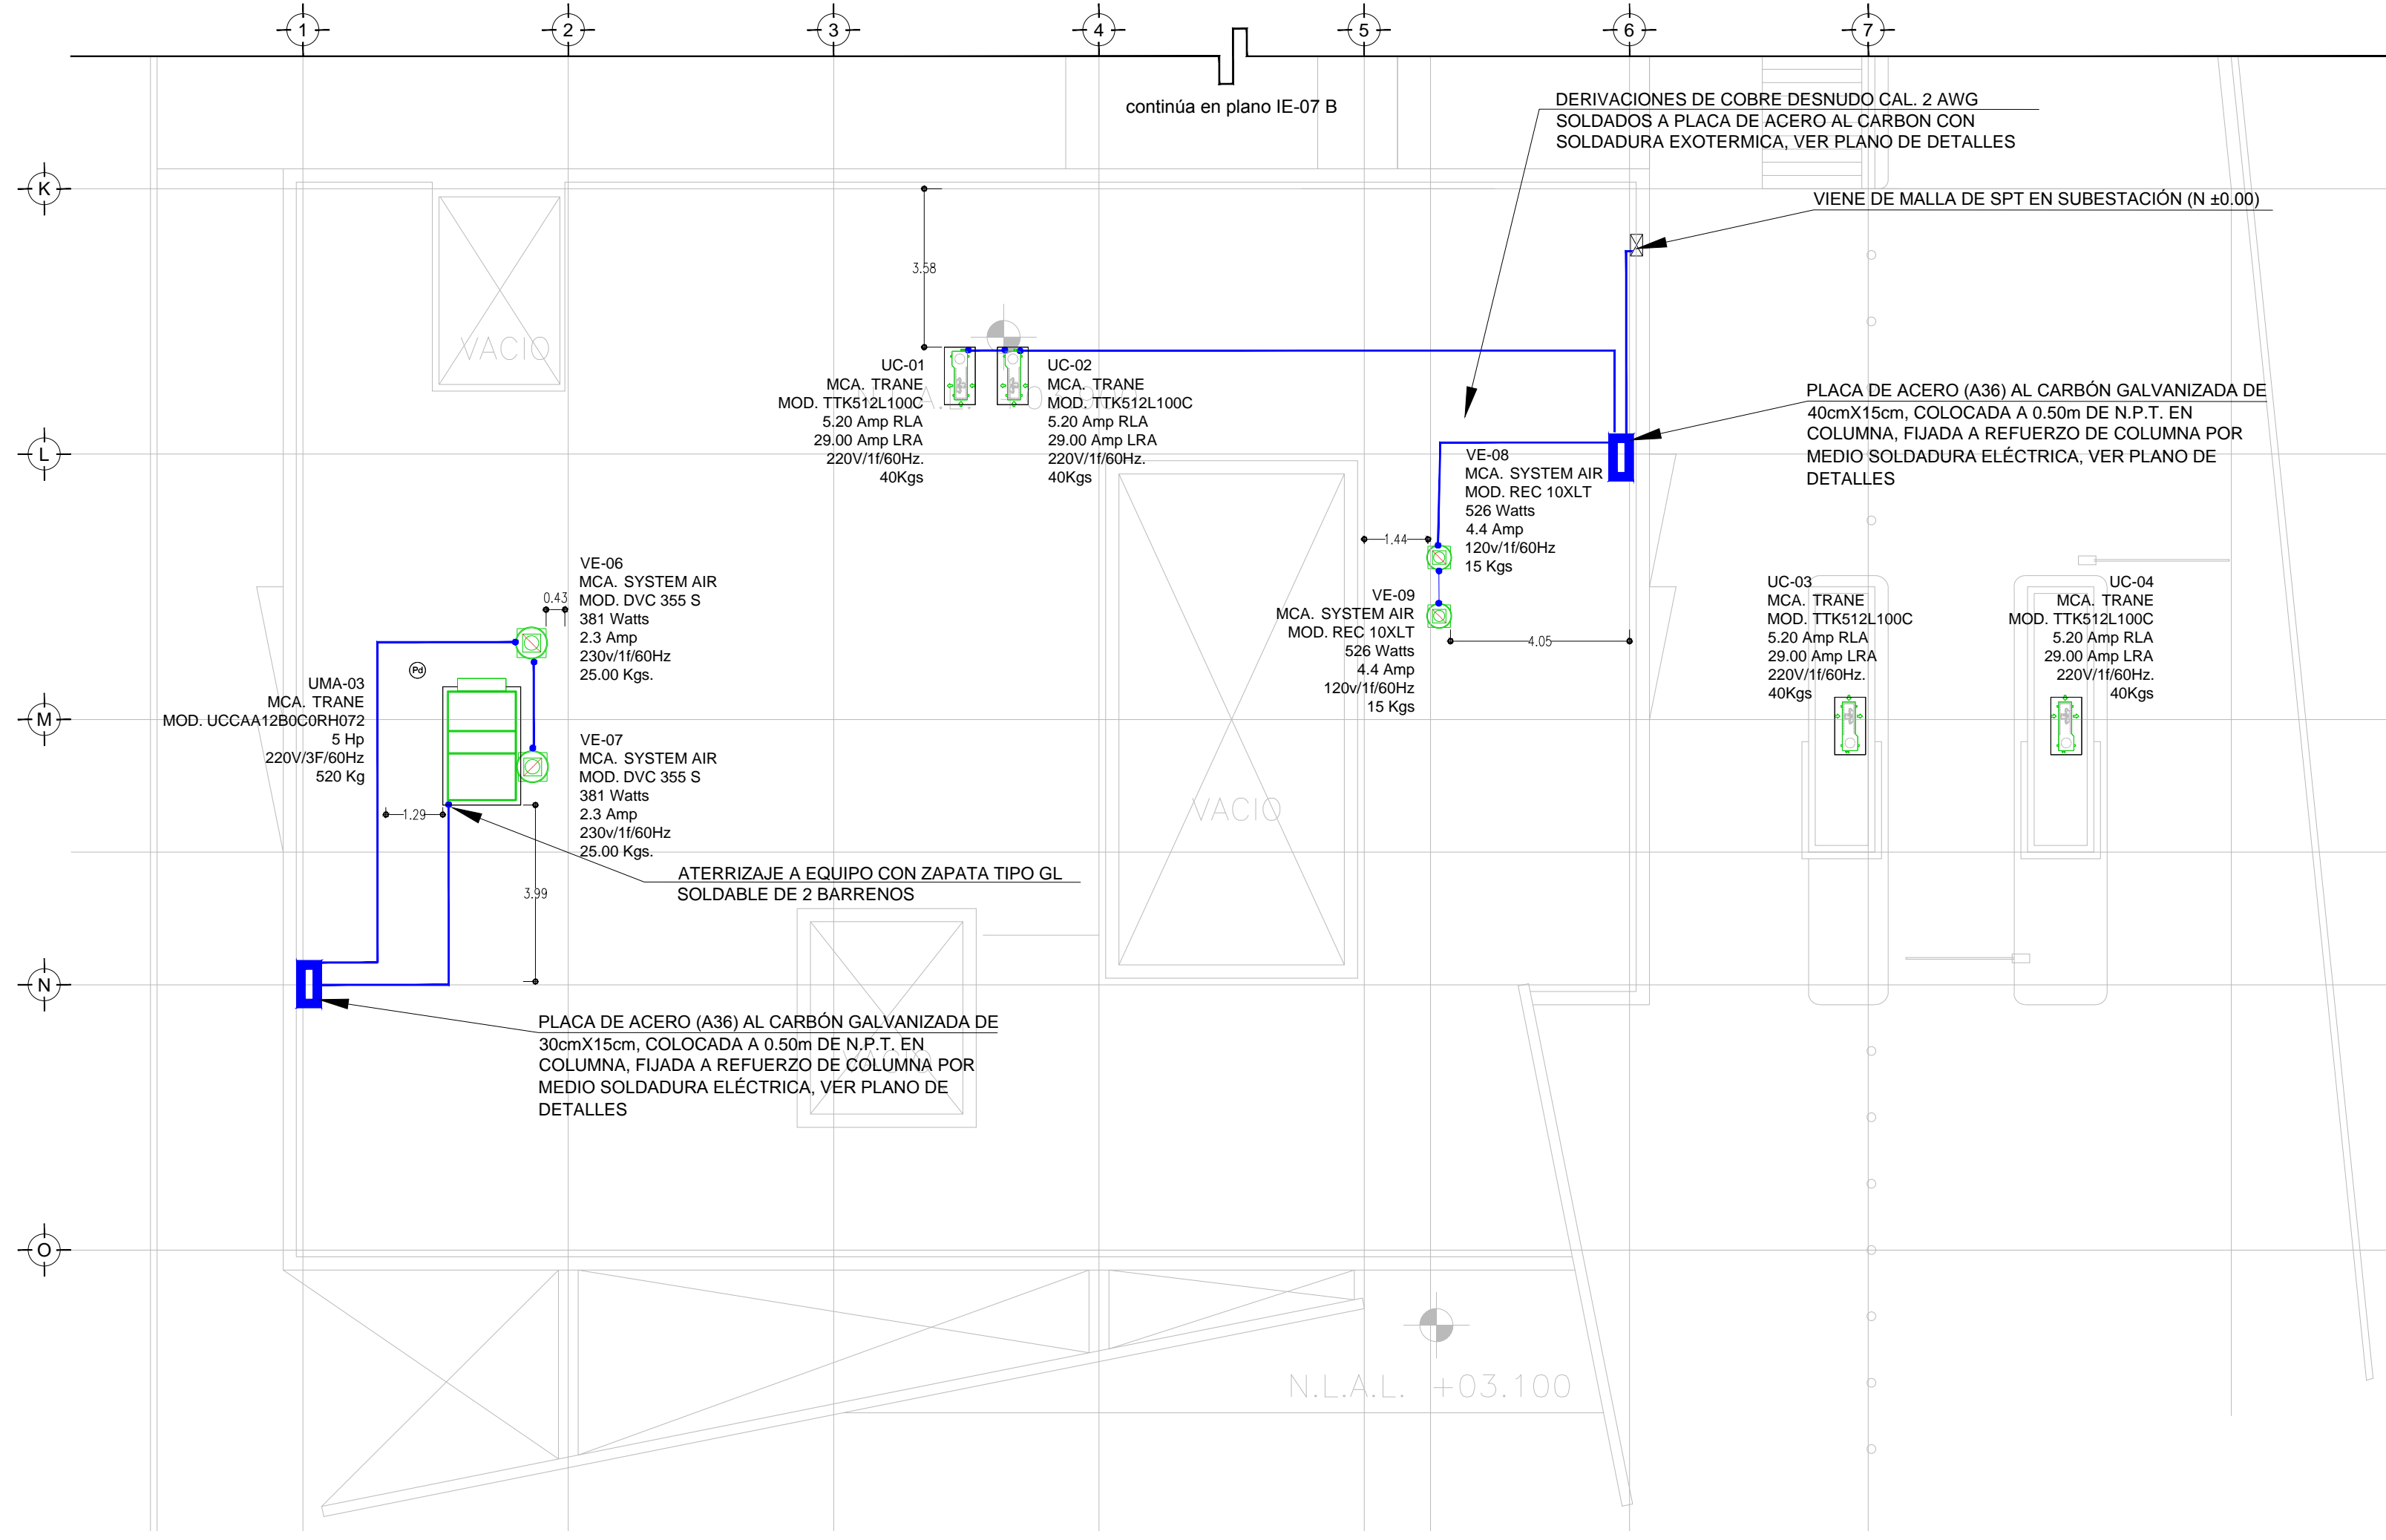 1
2
3
4
5
6
7
continúa en plano IE-07 B
DERIVACIONES DE COBRE DESNUDO CAL. 2 AWG
SOLDADOS A PLACA DE ACERO AL CARBON CON
SOLDADURA EXOTERMICA, VER PLANO DE DETALLES
K
VIENE DE MALLA DE SPT EN SUBESTACIÓN (N ±0.00)
3.58
VACIO
UC-01
MCA. TRANE
MOD. TTK512L100C
5.20 Amp RLA
29.00 Amp LRA
220V/1f/60Hz.
40Kgs
UC-02
MCA. TRANE
MOD. TTK512L100C
5.20 Amp RLA
29.00 Amp LRA
220V/1f/60Hz.
40Kgs
PLACA DE ACERO (A36) AL CARBÓN GALVANIZADA DE
40cmX15cm, COLOCADA A 0.50m DE N.P.T. EN
COLUMNA, FIJADA A REFUERZO DE COLUMNA POR
MEDIO SOLDADURA ELÉCTRICA, VER PLANO DE
DETALLES
L
VE-08
MCA. SYSTEM AIR
MOD. REC 10XLT
526 Watts
4.4 Amp
120v/1f/60Hz
15 Kgs
1.44
VE-06
MCA. SYSTEM AIR
MOD. DVC 355 S
381 Watts
2.3 Amp
230v/1f/60Hz
25.00 Kgs.
0.43
VE-09
MCA. SYSTEM AIR
MOD. REC 10XLT
526 Watts
4.4 Amp
120v/1f/60Hz
15 Kgs
4.05
UC-03
MCA. TRANE
MOD. TTK512L100C
5.20 Amp RLA
29.00 Amp LRA
220V/1f/60Hz.
40Kgs
UC-04
MCA. TRANE
MOD. TTK512L100C
5.20 Amp RLA
29.00 Amp LRA
220V/1f/60Hz.
40Kgs
Pd
UMA-03
MCA. TRANE
MOD. UCCAA12B0C0RH072
5 Hp
220V/3F/60Hz
520 Kg
M
VE-07
MCA. SYSTEM AIR
MOD. DVC 355 S
381 Watts
2.3 Amp
230v/1f/60Hz
25.00 Kgs.
VACIO
1.29
ATERRIZAJE A EQUIPO CON ZAPATA TIPO GL
SOLDABLE DE 2 BARRENOS
3.99
N
PLACA DE ACERO (A36) AL CARBÓN GALVANIZADA DE
30cmX15cm, COLOCADA A 0.50m DE N.P.T. EN
COLUMNA, FIJADA A REFUERZO DE COLUMNA POR
MEDIO SOLDADURA ELÉCTRICA, VER PLANO DE
DETALLES
VACIO
O
N.L.A.L. +03.100